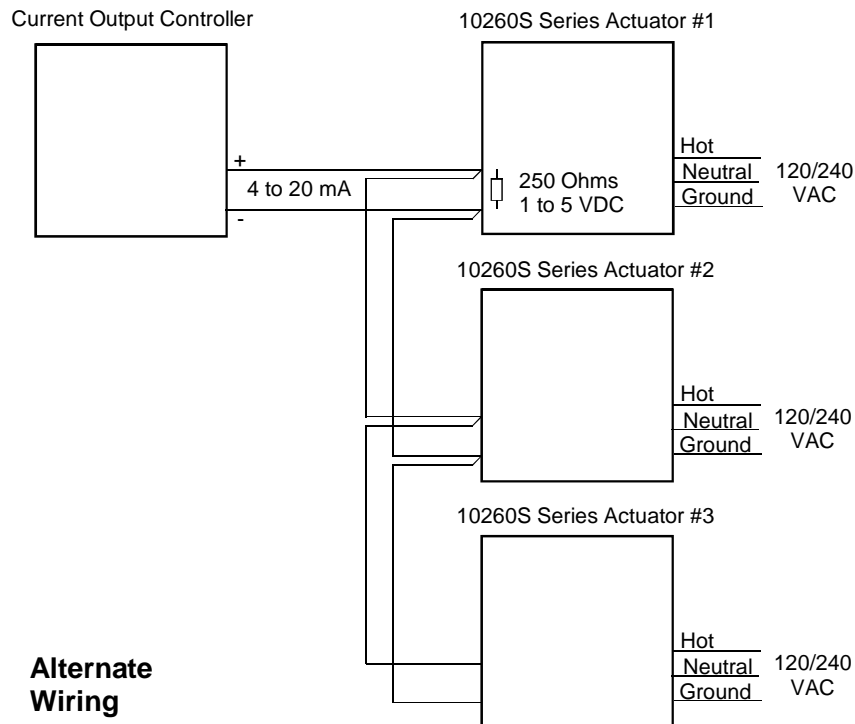 Current Output Controller
10260S Series Actuator #1
+
4 to 20 mA
-
250 Ohms
1 to 5 VDC
Hot
Neutral
Ground
120/240
VAC
10260S Series Actuator #2
Hot
Neutral
Ground
120/240
VAC
10260S Series Actuator #3
Hot
Neutral
Ground
120/240
VAC
Alternate
Wiring